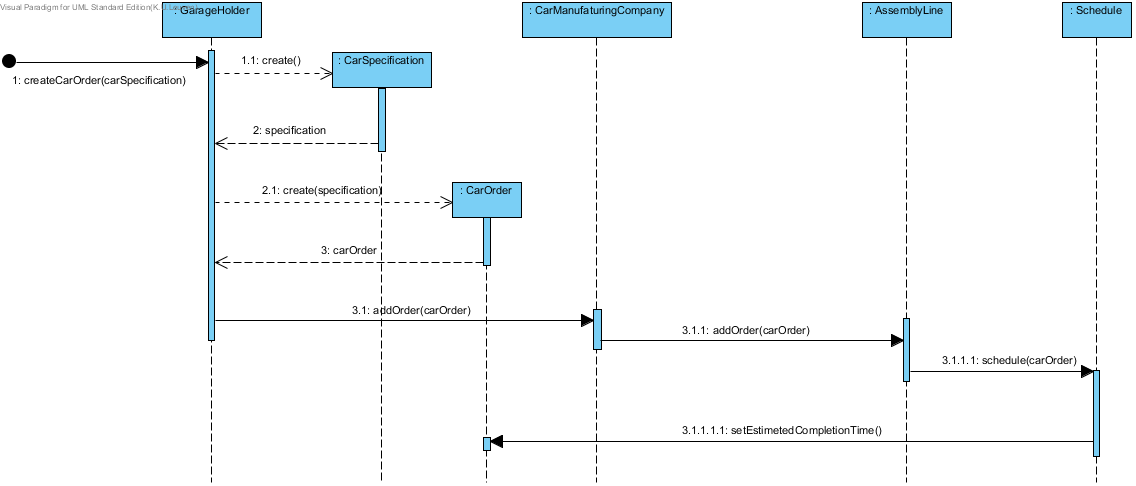 Visual Paradigm for UML Standard Edition(K.
: GarageHolder
: CarManufaturingCompany
: AssemblyLine
: Schedule
1: createCarOrder(carSpecification)
1.1: create()
: CarSpecification
2: specification
2.1: create(specification)
: CarOrder
3: carOrder
3.1: addOrder(carOrder)
3.1.1: addOrder(carOrder)
3.1.1.1: schedule(carOrder)
3.1.1.1.1: setEstimetedCompletionTime()